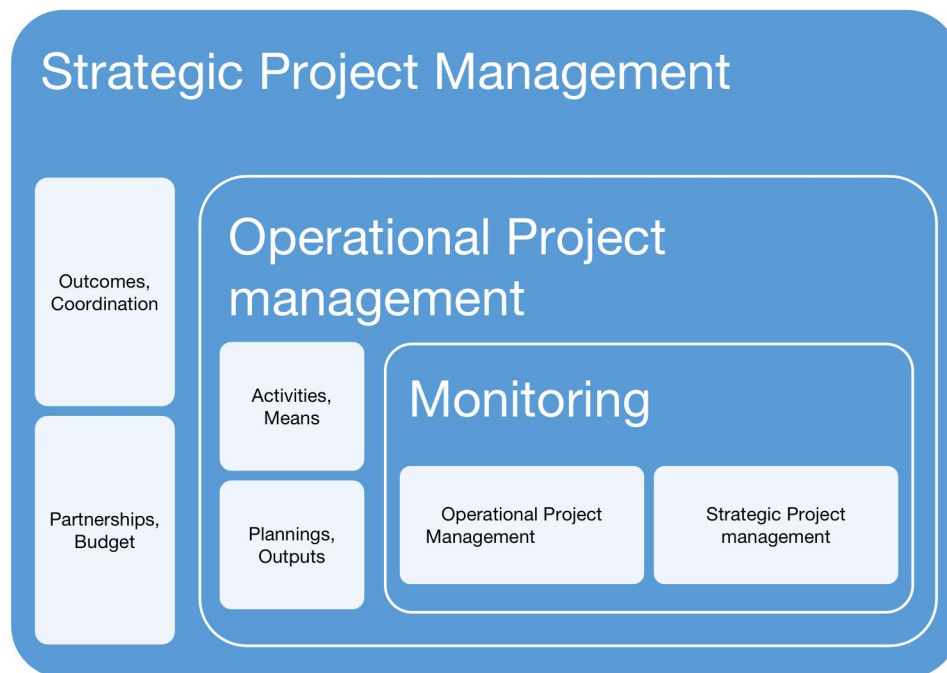 Strategic Project Management
Outcomes,
Coordination
Partnerships,
Budget
Operational Project
management
Activities,
Means
Plannings,
Outputs
Monitoring
Operational Project
Management
Strategic Project
management